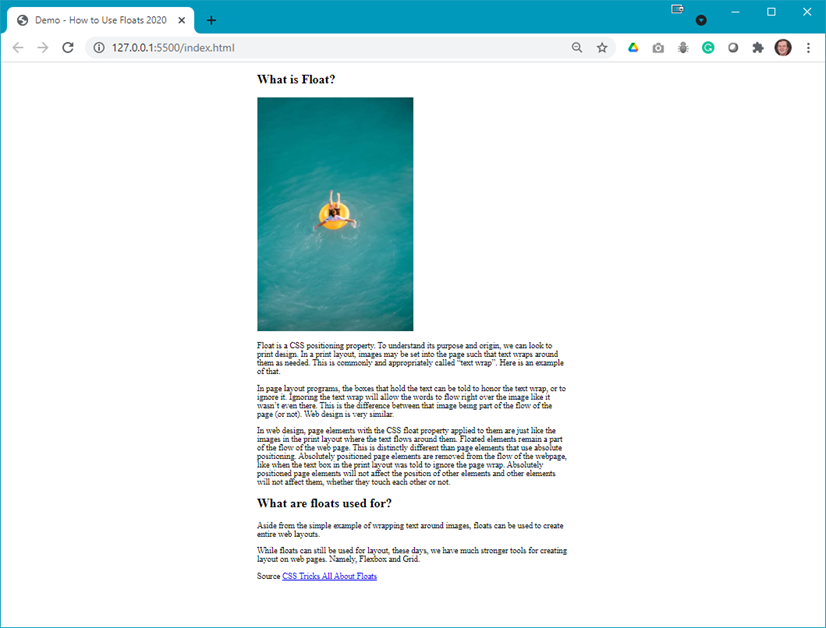 Demo - How to Use Floats 2020
127.0.0.1:5500/index.html
What is Float?
Float is a CSS positioning property. To understand its purpose and origin, we can look to
print design. In a print layout, images may be set into the page such that text wraps around
them as needed. This is commonly and appropriately called “text wrap”. Here is an example
of that.
In page layout programs, the boxes that hold the text can be told to honor the text wrap, or to
ignore it. Ignoring the text wrap will allow the words to flow right over the image like it
wasn’t even there. This is the difference between that image being part of the flow of the
page (or not). Web design is very similar.
In web design, page elements with the CSS float property applied to them are just like the
images in the print layout where the text flows around them. Floated elements remain a part
of the flow of the web page. This is distinctly different than page elements that use absolute
positioning. Absolutely positioned page elements are removed from the flow of the webpage,
like when the text box in the print layout was told to ignore the page wrap. Absolutely
positioned page elements will not affect the position of other elements and other elements
will not affect them, whether they touch each other or not.
What are floats used for?
Aside from the simple example of wrapping text around images, floats can be used to create
entire web layouts.
While floats can still be used for layout, these days, we have much stronger tools for creating
layout on web pages. Namely, Flexbox and Grid.
Source CSS Tricks All About Floats